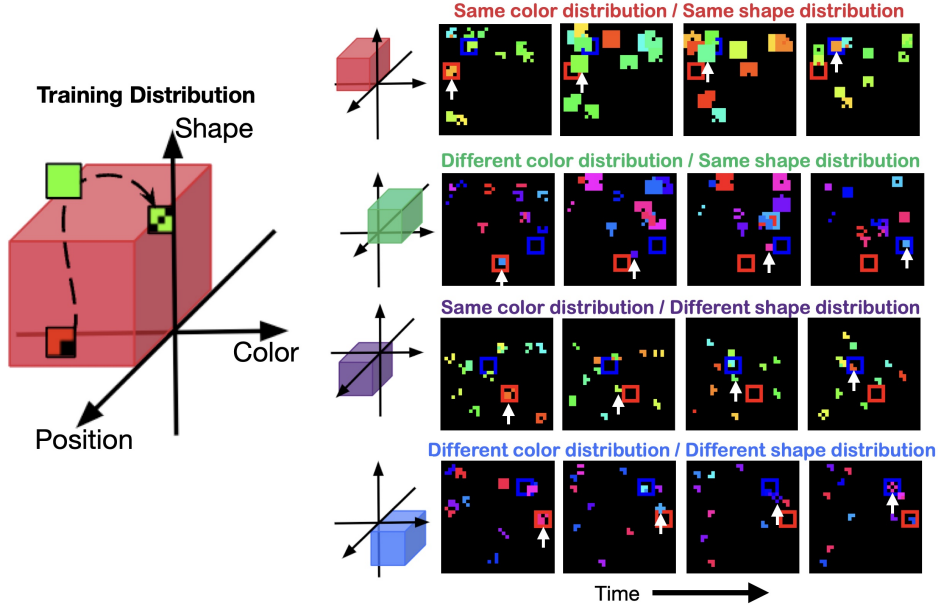 Training Distribution
Shape
Color
Position
Same color distribution / Same shape distribution
Different color distribution / Same shape distribution
Same color distribution / Different shape distribution
Different color distribution / Different shape distribution
Time